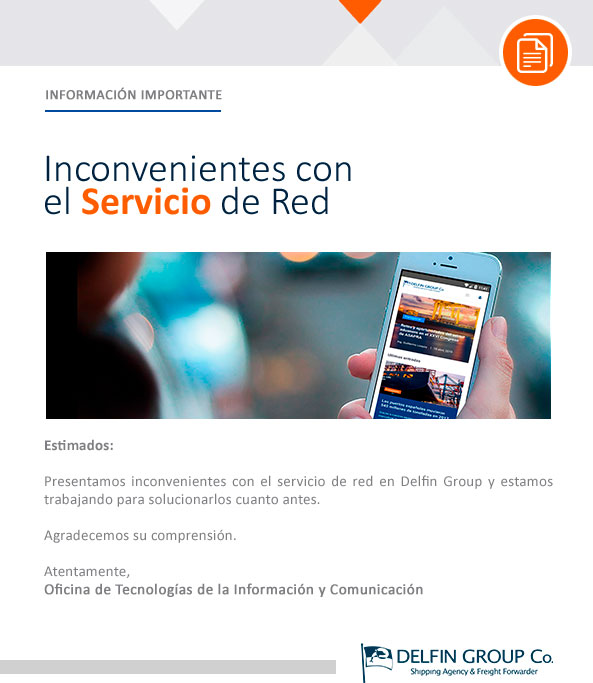 INFORMACIÓN IMPORTANTE
Inconvenientes con
el Servicio de Red
DELFIN GROUP Co.
Últimas entradas
Estimados:
Presentamos inconvenientes con el servicio de red en Delfin Group y estamos
trabajando para solucionarlos cuanto antes.
Agradecemos su comprensión.
Atentamente,
Oficina de Tecnologías de la Información y Comunicación
DELFIN GROUP Co.
Shipping Agency & Freight Forwarder